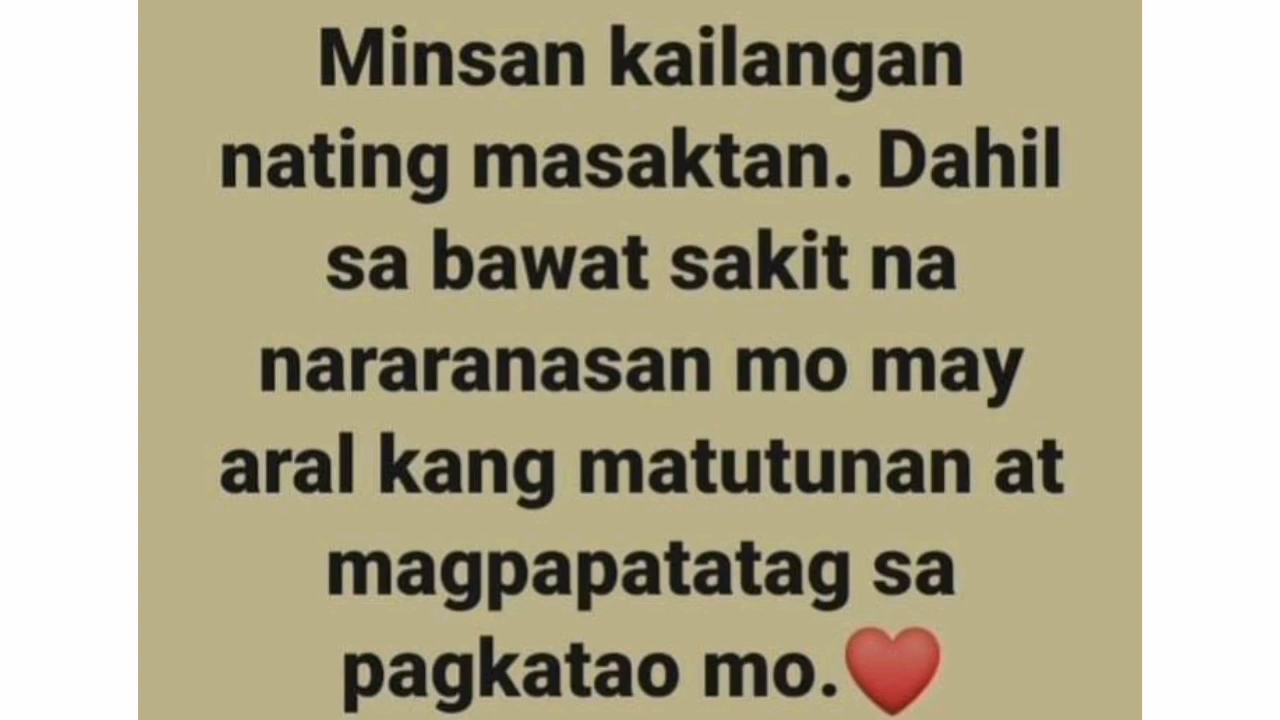 Minsan kailangan
nating masaktan. Dahil
sa bawat sakit na
nararanasan mo may
aral kang matutunan at
magpapatatag sa
pagkatao mo.❤️